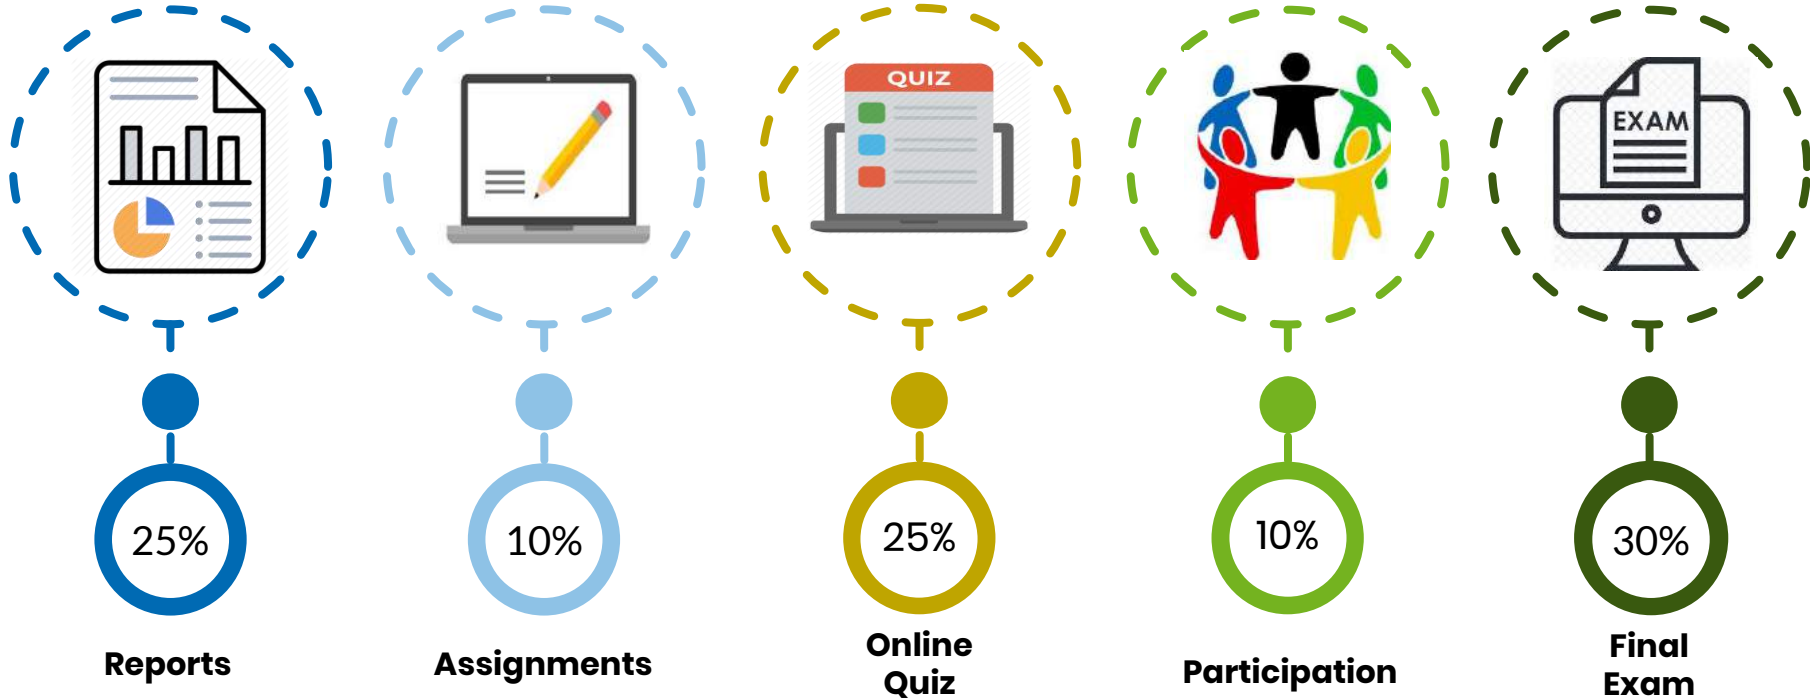 QUIZ
EXAM
25%
10%
25%
10%
30%
Reports
Assignments
Online
Quiz
Participation
Final
Exam